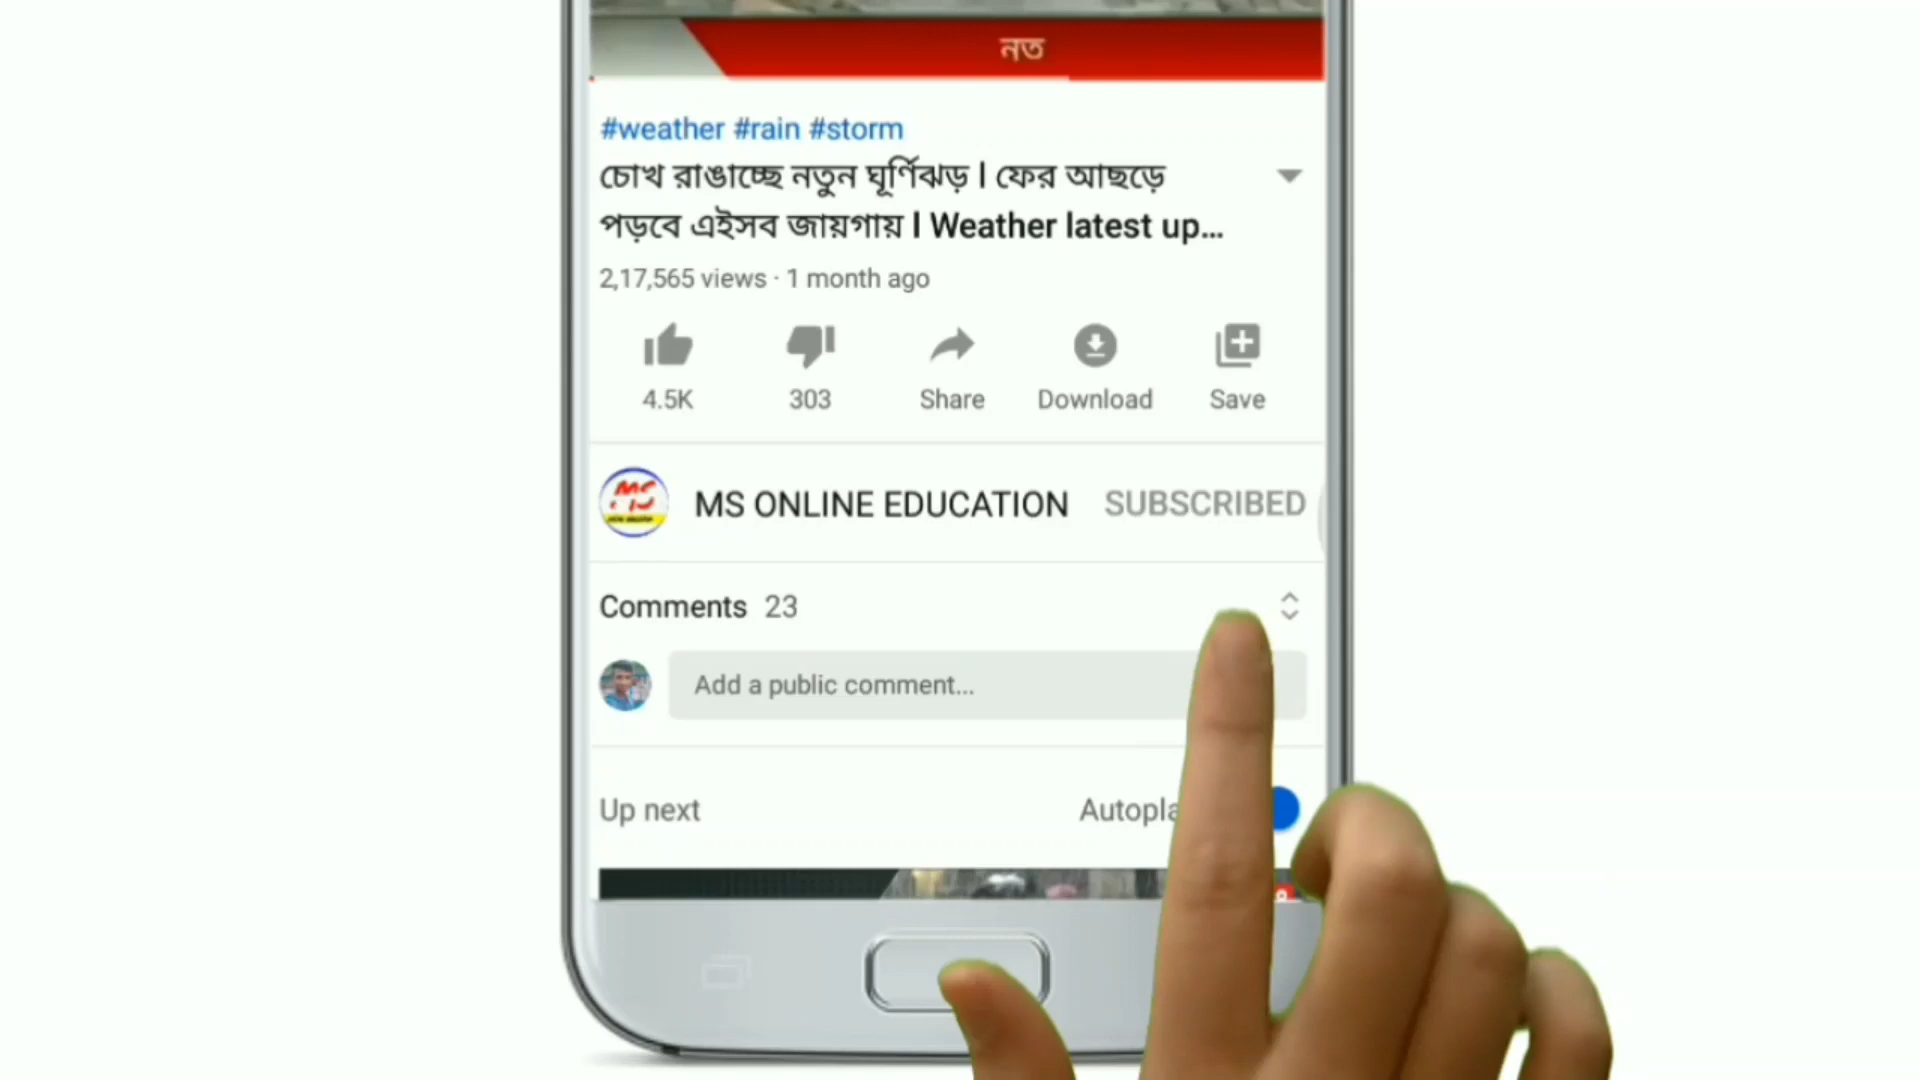 নত
#weather #rain #storm
চোখ রাঙাচ্ছে নতুন ঘূর্ণিঝড় l ফের আছড়ে
পড়বে এইসব জায়গায় l Weather latest up...
2,17,565 views · 1 month ago
4.5K 303 Share Download Save
MS ONLINE EDUCATION SUBSCRIBED
Comments 23
Add a public comment...
Up next